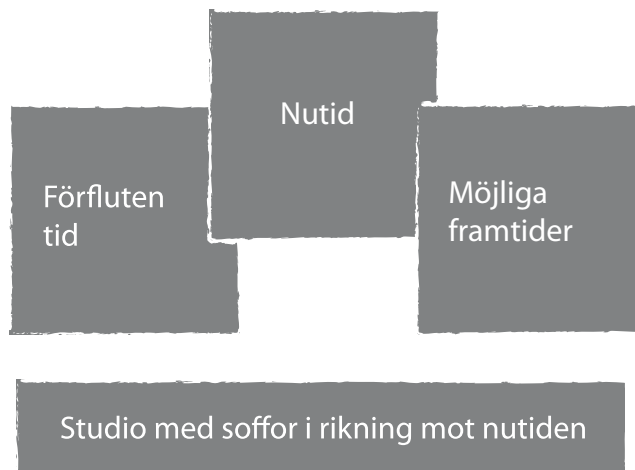 Nutid
Förfluten
tid
Möjliga
framtider
Studio med soffor i rikning mot nutiden